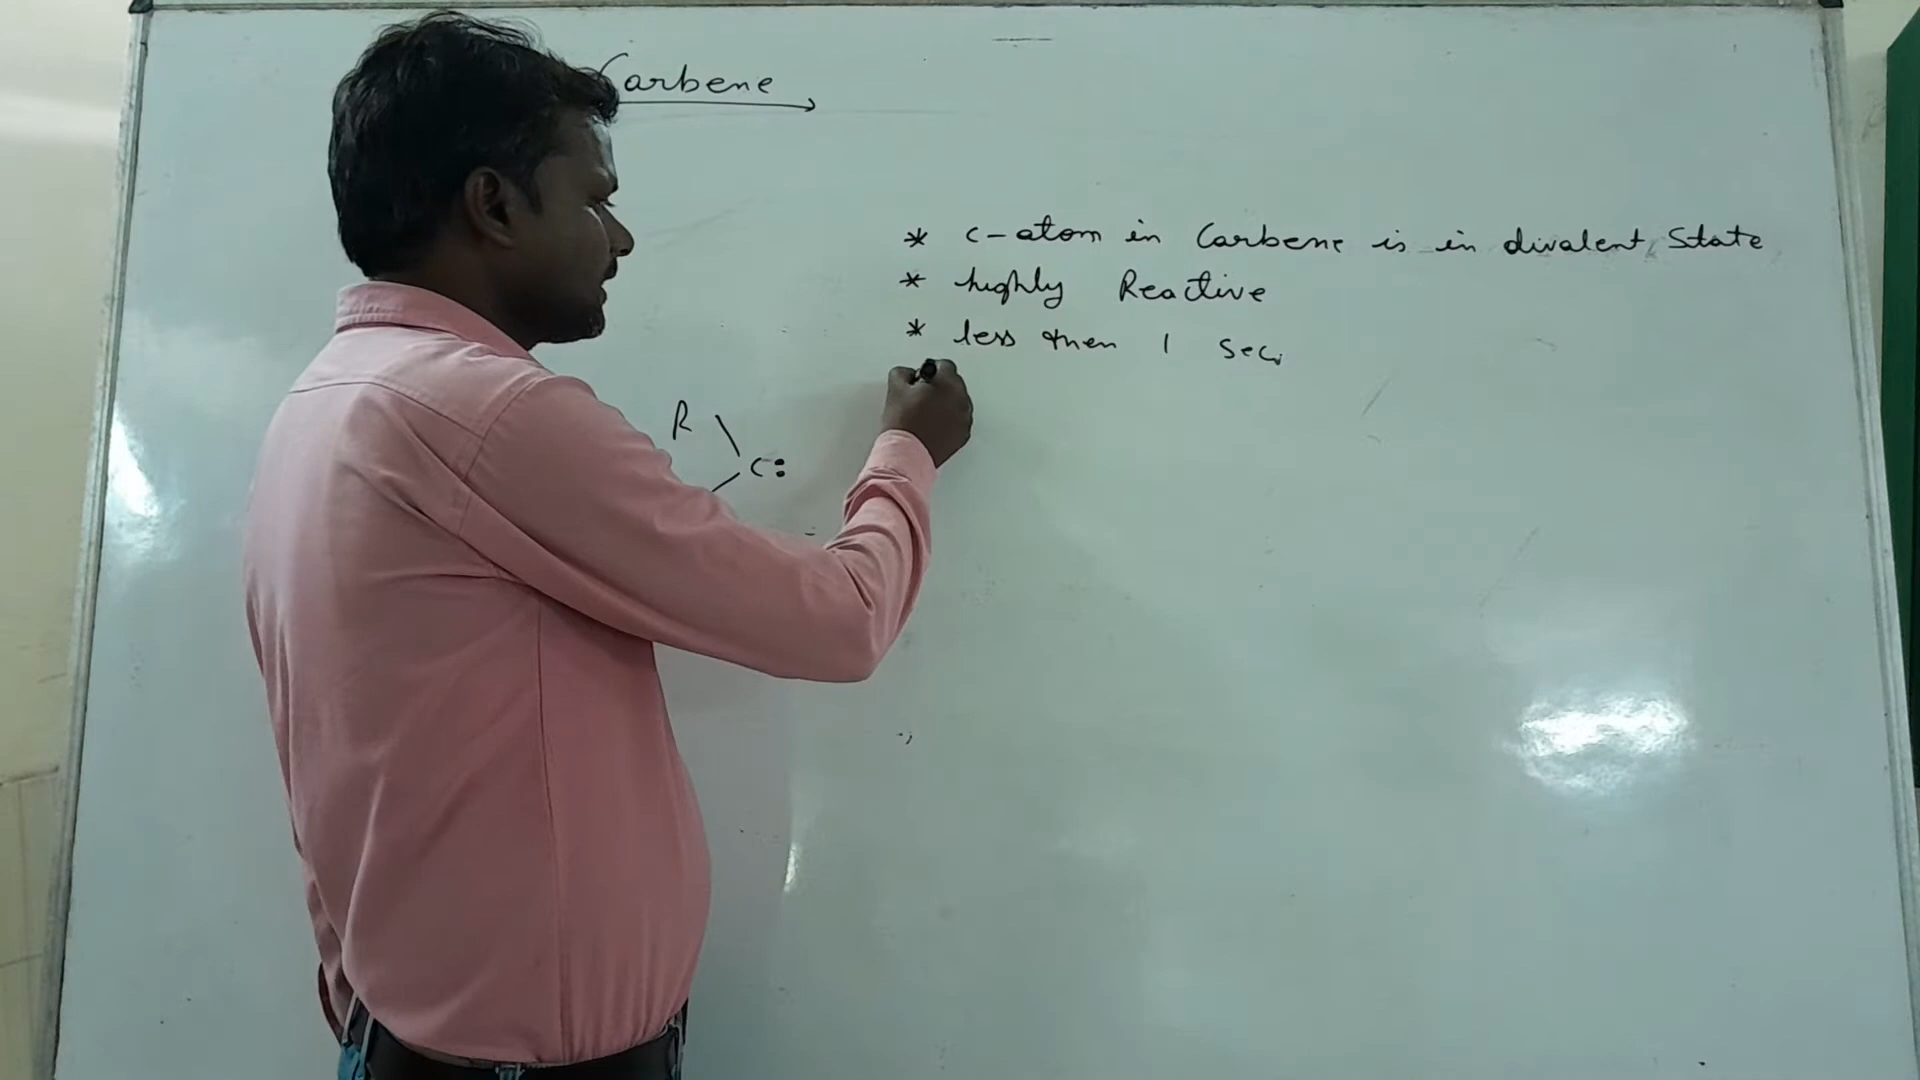 Carbene
* C-atom in Carbene is in divalent State
* highly Reactive
* less then 1 Sec.
R
C: